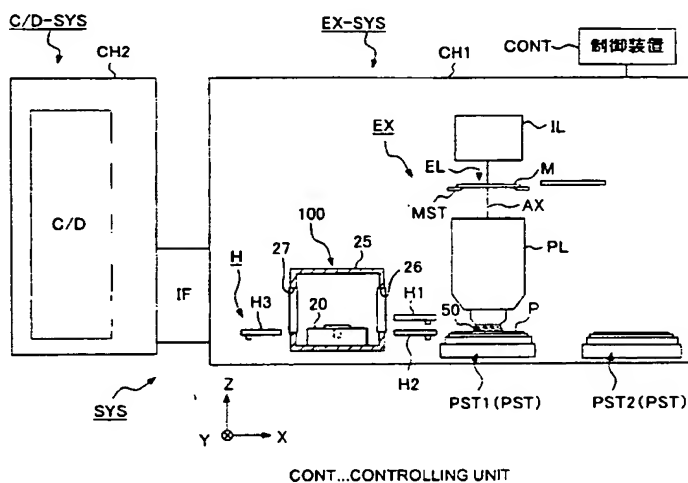 C/D-SYS
EX-SYS
CONT
制御装置
CH2
CH1
EX
IL
EL
M
MST
AX
C/D
100
25
PL
H
27
26
IF
H3
20
H1
50
P
H2
SYS
Z
PST1(PST)
PST2(PST)
Y
X
CONT...CONTROLLING UNIT